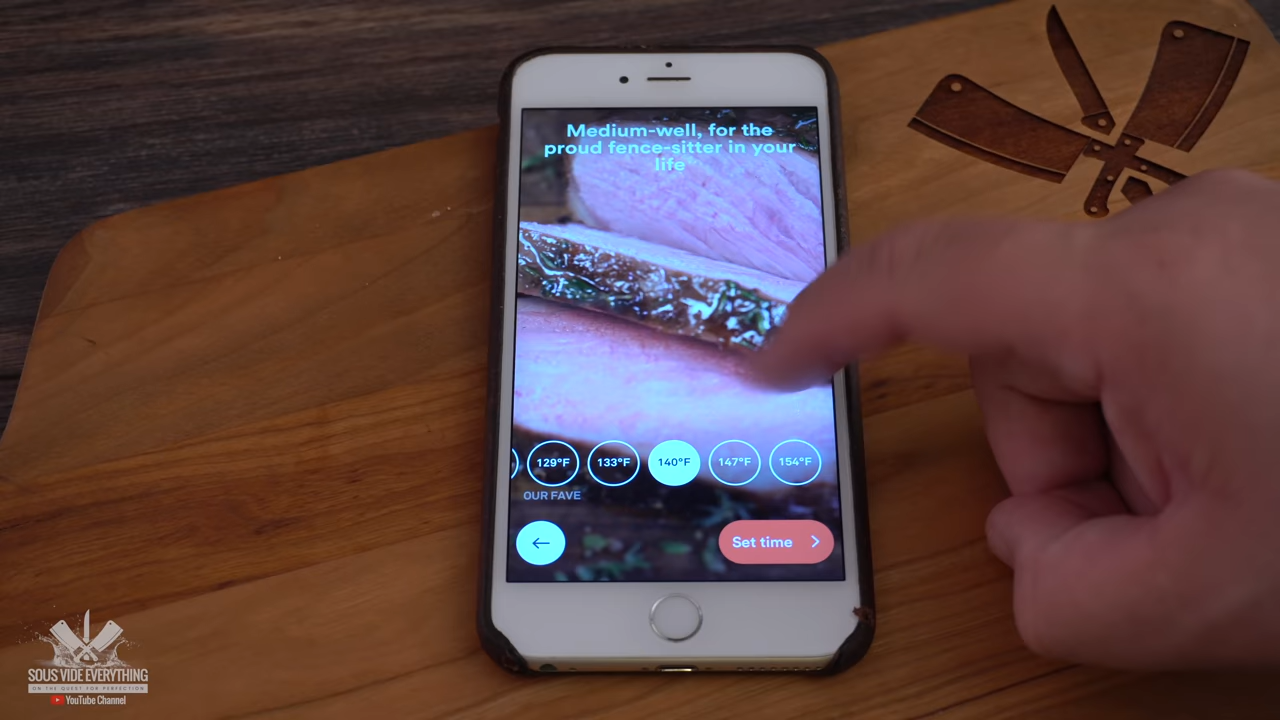 Medium-well, for the
proud fence-sitter in your
life
129°F
133°F
140°F
147°F
154°F
OUR FAVE
Set time
SOUS VIDE EVERYTHING
ON THE QUEST FOR PERFECTION
YouTube Channel